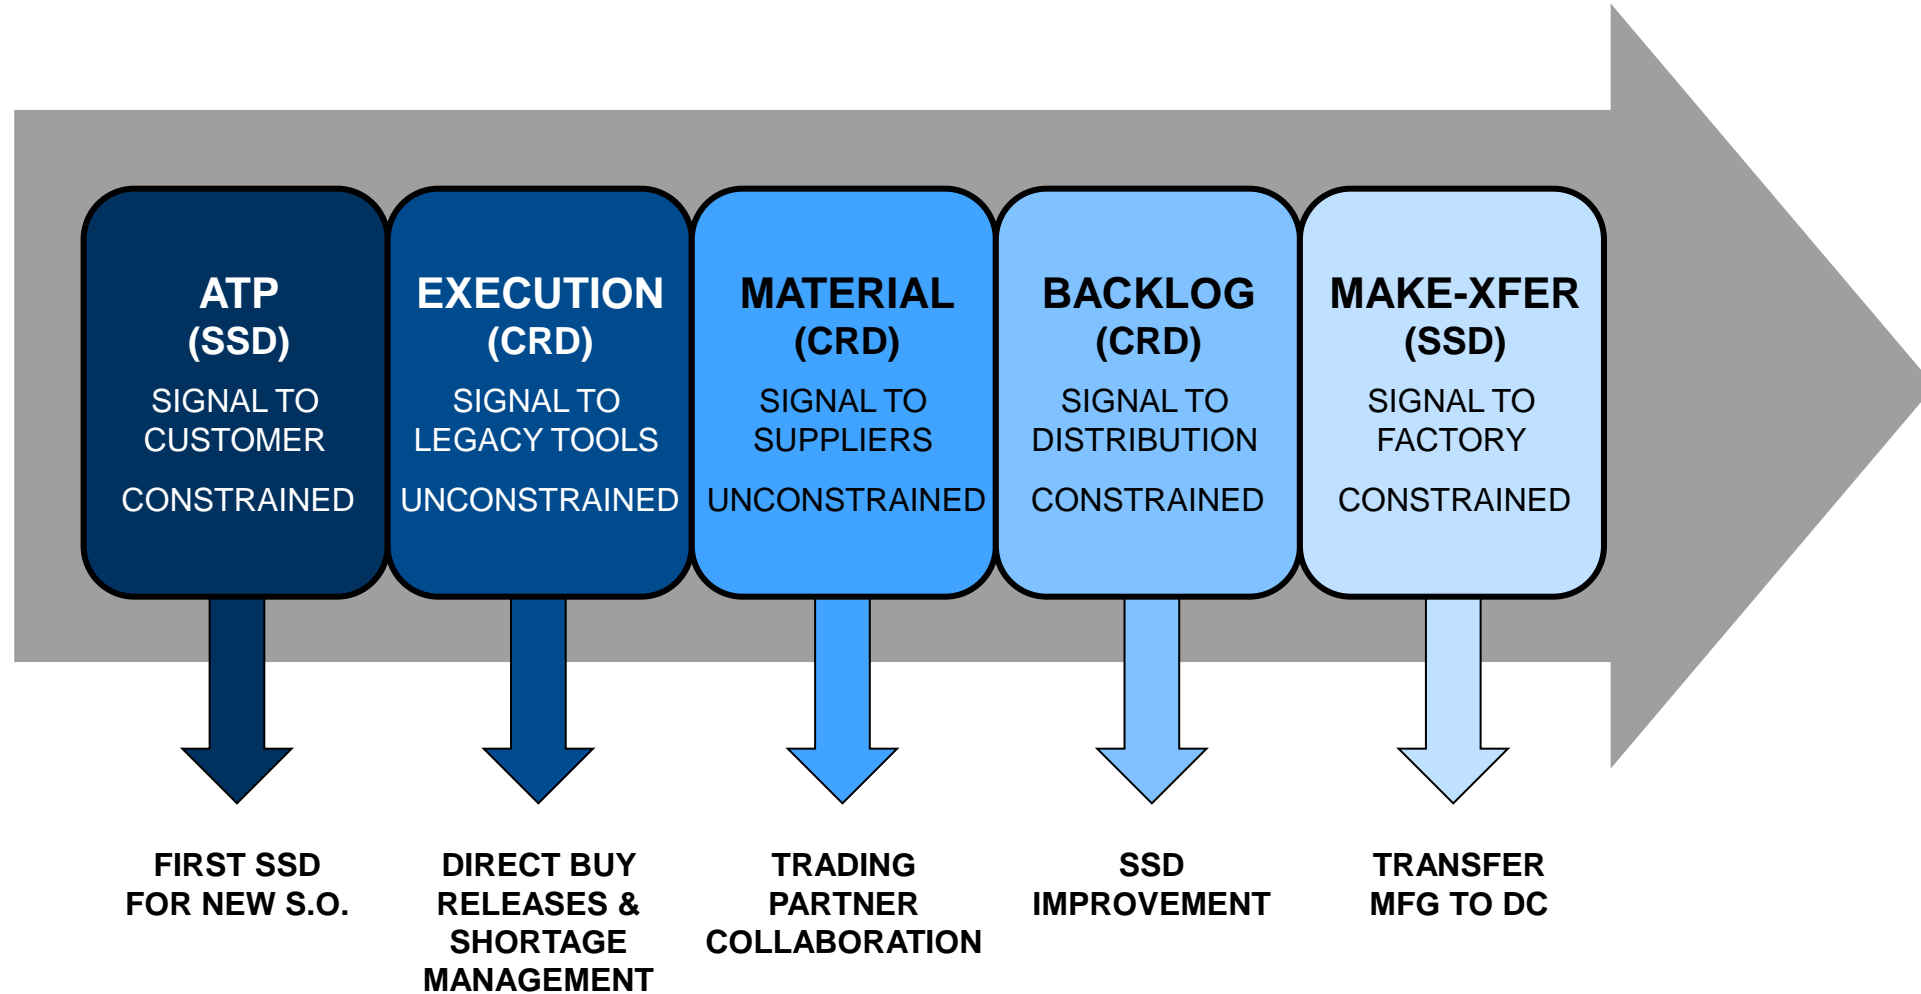 ATP
(SSD)
SIGNAL TO
CUSTOMER
CONSTRAINED
EXECUTION
(CRD)
SIGNAL TO
LEGACY TOOLS
UNCONSTRAINED
MATERIAL
(CRD)
SIGNAL TO
SUPPLIERS
UNCONSTRAINED
BACKLOG
(CRD)
SIGNAL TO
DISTRIBUTION
CONSTRAINED
MAKE-XFER
(SSD)
SIGNAL TO
FACTORY
CONSTRAINED
FIRST SSD
FOR NEW S.O.
DIRECT BUY
RELEASES &
SHORTAGE
MANAGEMENT
TRADING
PARTNER
COLLABORATION
SSD
IMPROVEMENT
TRANSFER
MFG TO DC